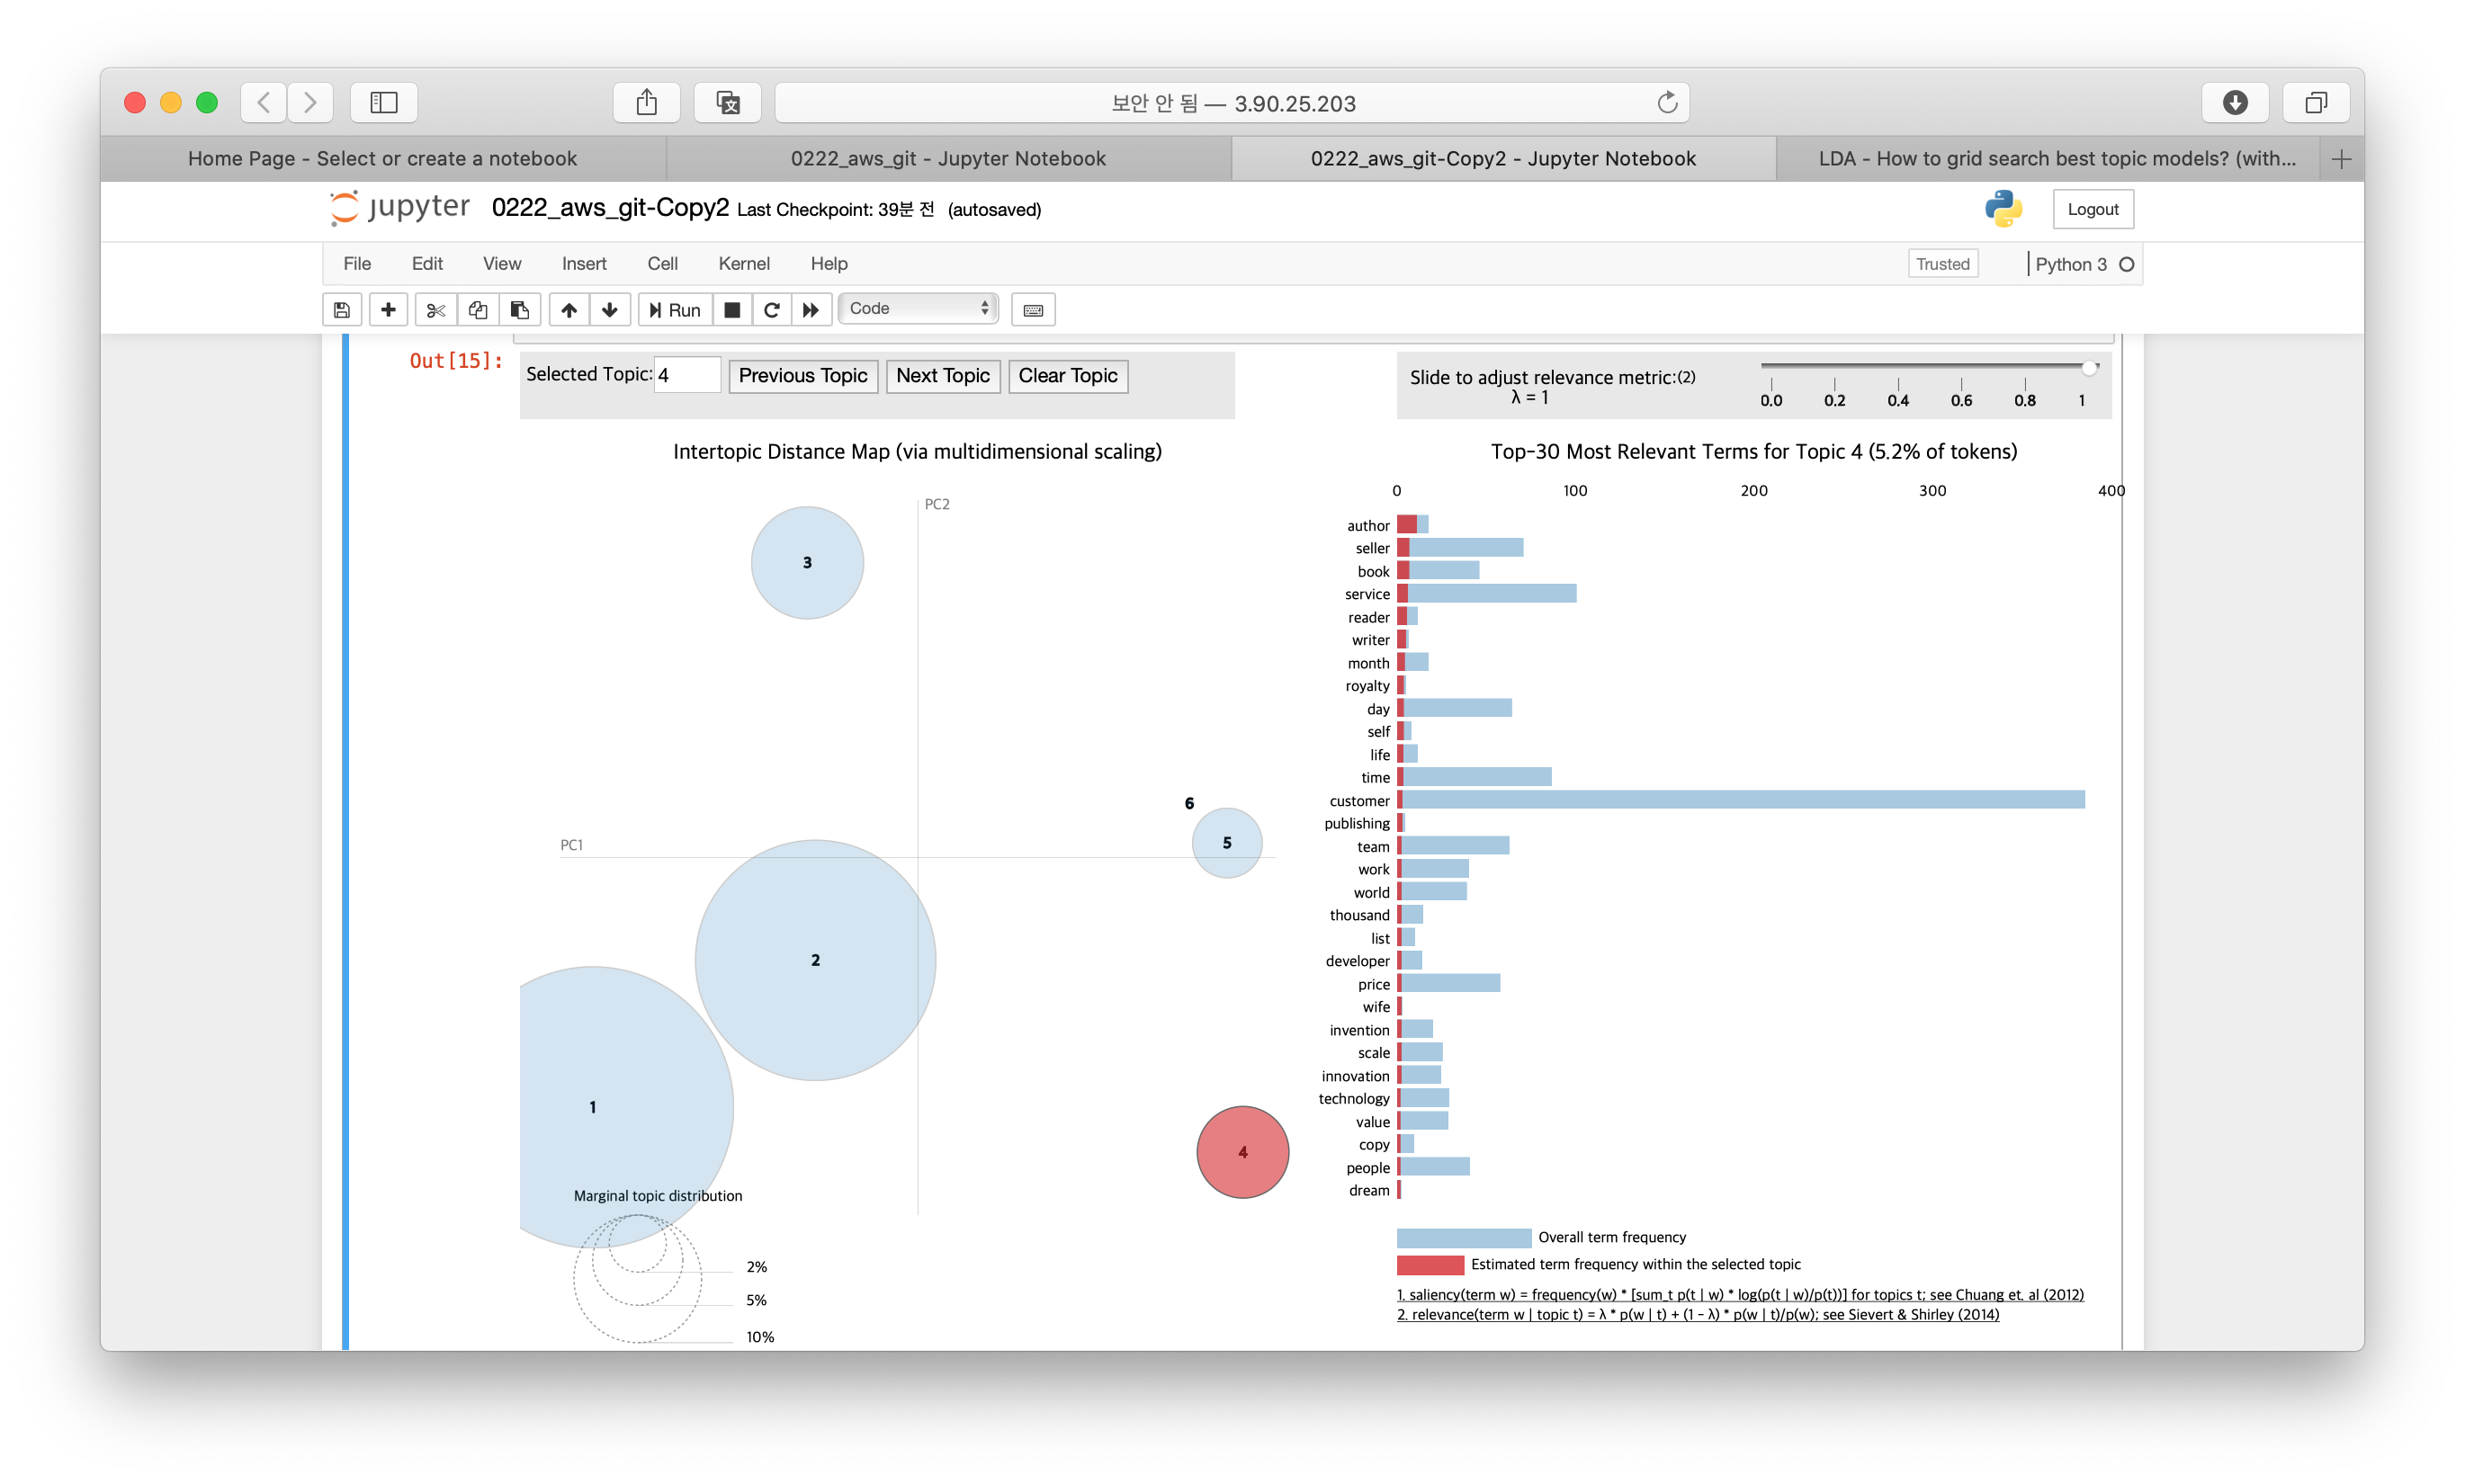 보안 안 됨 — 3.90.25.203
Home Page - Select or create a notebook
0222_aws_git - Jupyter Notebook
0222_aws_git-Copy2 - Jupyter Notebook
LDA - How to grid search best topic models? (with...
jupyter 0222_aws_git-Copy2 Last Checkpoint: 39분 전 (autosaved)
Logout
File Edit View Insert Cell Kernel Help
Trusted
Python 3
Run
Code
Out[15]:
Selected Topic: 4 Previous Topic Next Topic Clear Topic
Slide to adjust relevance metric:(2)
λ = 1
0.0 0.2 0.4 0.6 0.8 1
Intertopic Distance Map (via multidimensional scaling)
PC2
3
6
5
PC1
2
1
4
Marginal topic distribution
2%
5%
10%
Top-30 Most Relevant Terms for Topic 4 (5.2% of tokens)
0 100 200 300 400
author
seller
book
service
reader
writer
month
royalty
day
self
life
time
customer
publishing
team
work
world
thousand
list
developer
price
wife
invention
scale
innovation
technology
value
copy
people
dream
Overall term frequency
Estimated term frequency within the selected topic
1. saliency(term w) = frequency(w) * [sum_t p(t | w) * log(p(t | w)/p(t))] for topics t; see Chuang et. al (2012)
2. relevance(term w | topic t) = λ * p(w | t) + (1 - λ) * p(w | t)/p(w); see Sievert & Shirley (2014)